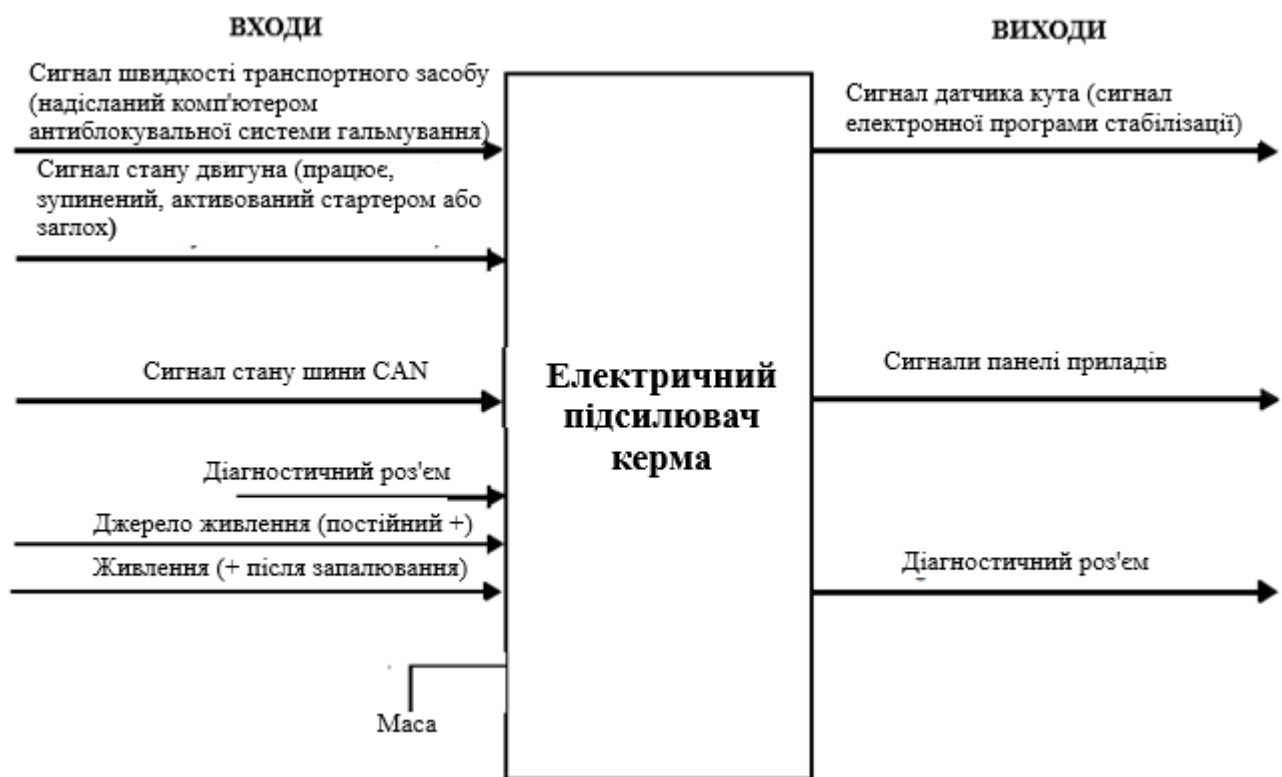 ВХОДИ
ВИХОДИ
Сигнал швидкості транспортного засобу
(надісланий комп'ютером
антиблокувальної системи гальмування)
Сигнал стану двигуна (працює,
зупинений, активований стартером або
заглох)
Сигнал стану шини CAN
Діагностичний роз'єм
Джерело живлення (постійний +)
Живлення (+ після запалювання)
Маса
Електричний
підсилювач
керма
Сигнал датчика кута (сигнал
електронної програми стабілізації)
Сигнали панелі приладів
Діагностичний роз'єм